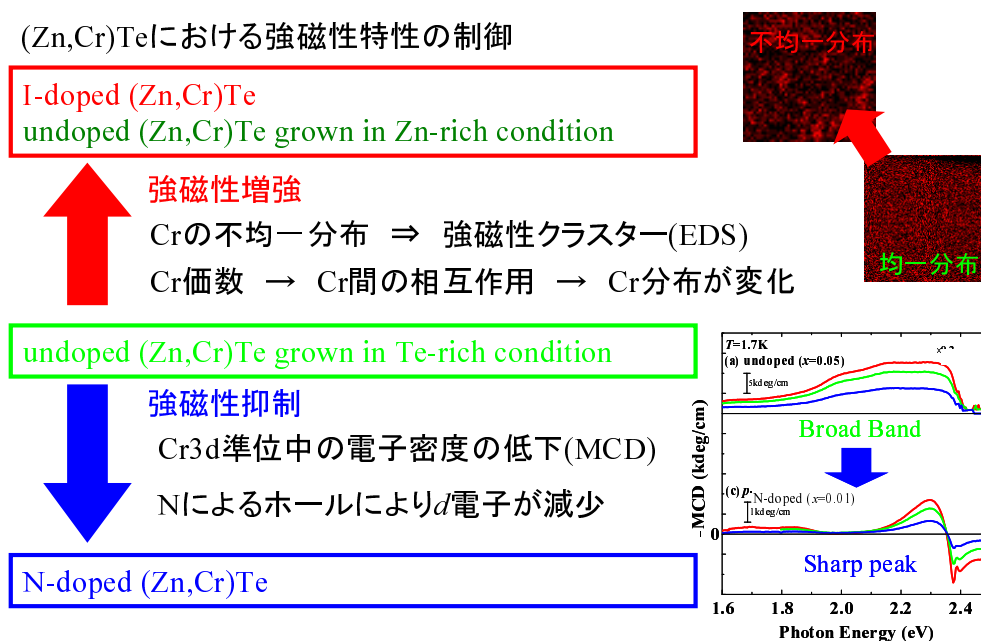 (Zn,Cr)Teにおける強磁性特性の制御
I-doped (Zn,Cr)Te
undoped (Zn,Cr)Te grown in Zn-rich condition
強磁性増強
Crの不均一分布 ⇒ 強磁性クラスター(EDS)
Cr価数 → Cr間の相互作用 → Cr分布が変化
undoped (Zn,Cr)Te grown in Te-rich condition
強磁性抑制
Cr3d準位中の電子密度の低下(MCD)
Nによるホールによりd電子が減少
N-doped (Zn,Cr)Te
不均一分布
均一分布
T=1.7K
(a) undoped (x=0.05)
5kdeg/cm
Broad Band
(c) p-
N-doped (x=0.01)
1kdeg/cm
0
Sharp peak
-MCD (kdeg/cm)
1.6 1.8 2.0 2.2 2.4
Photon Energy (eV)